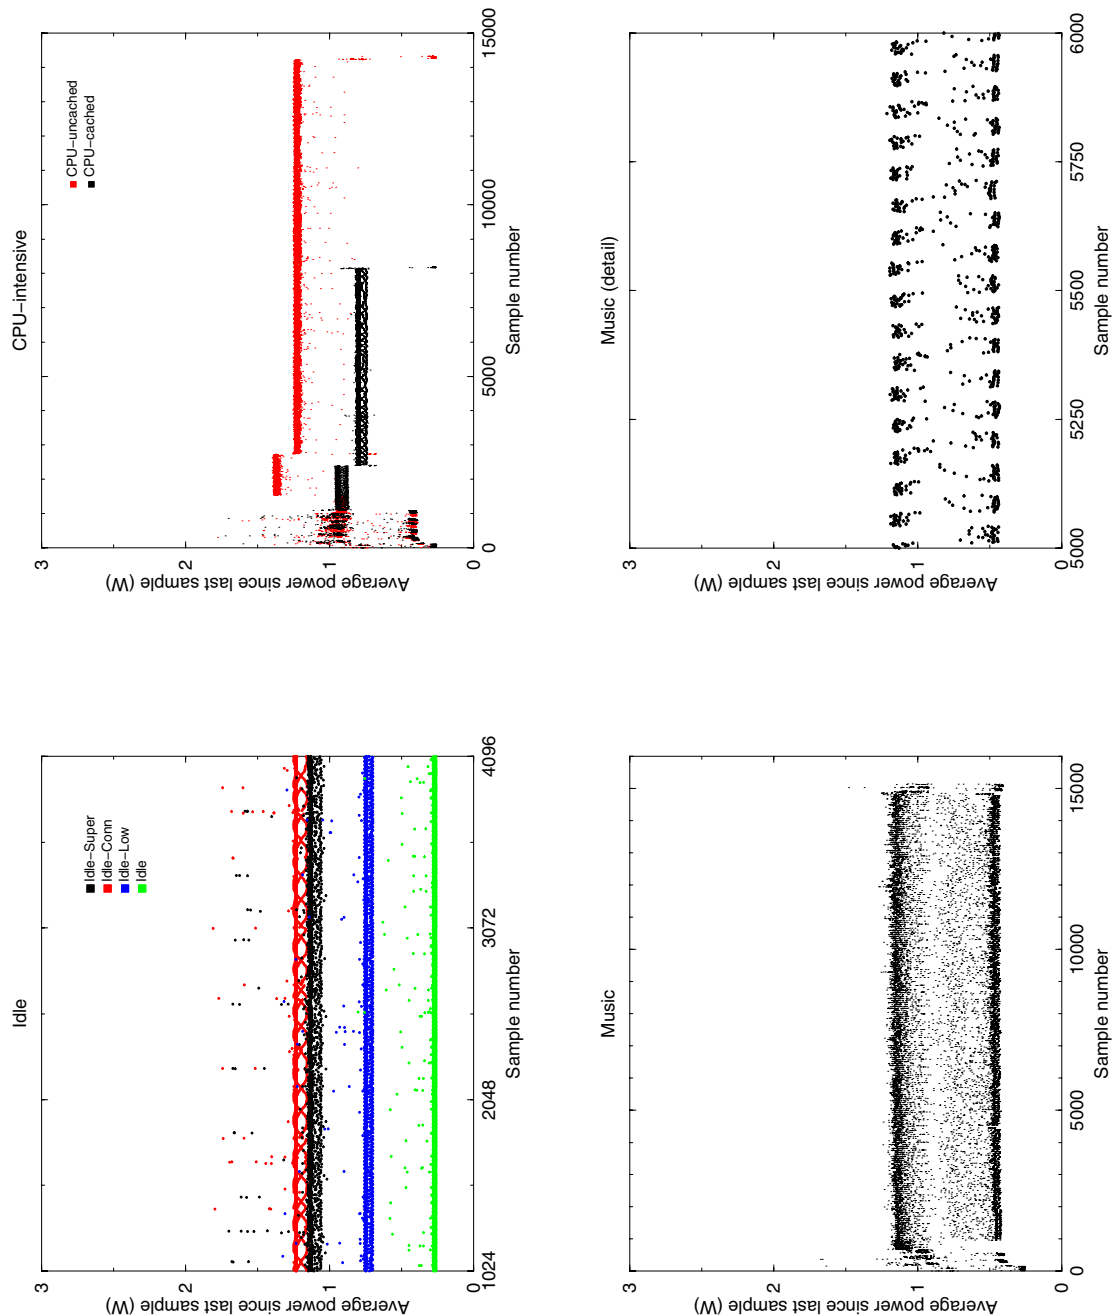 Idle
3
2
1
0
Average power since last sample (W)
Idle−Super
Idle−Conn
Idle−Low
Idle
1024 2048 3072 4096
Sample number
CPU−intensive
3
2
1
0
Average power since last sample (W)
CPU−uncached
CPU−cached
0 5000 10000 15000
Sample number
Music
3
2
1
0
Average power since last sample (W)
0 5000 10000 15000
Sample number
Music (detail)
3
2
1
0
Average power since last sample (W)
5000 5250 5500 5750 6000
Sample number